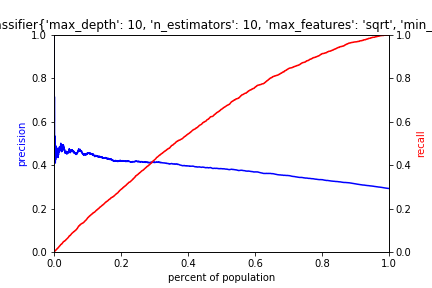 assifier{'max_depth': 10, 'n_estimators': 10, 'max_features': 'sqrt', 'min_
1.0
0.8
0.6
0.4
0.2
0.0
precision
1.0
0.8
0.6
0.4
0.2
0.0
recall
0.0 0.2 0.4 0.6 0.8 1.0
percent of population